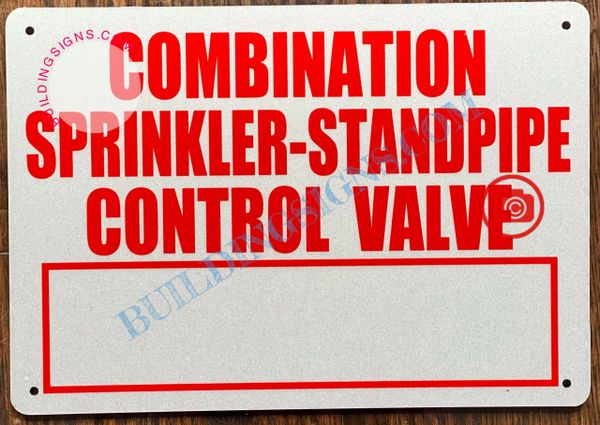 BUILDINGSIGNS.COM
COMBINATION
SPRINKLER-STANDPIPE
CONTROL VALVE
BUILDINGSIGNS.COM